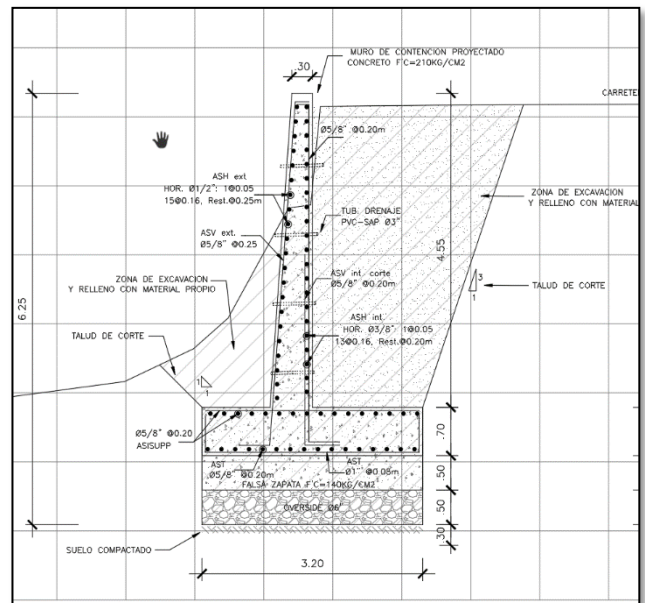 .30
MURO DE CONTENCION PROYECTADO
CONCRETO F'C=210KG/CM2
CARRETE
Ø5/8" @0.20m
ASH ext.
HOR. Ø1/2": 1@0.05
15@0.16, Rest.@0.25m
ZONA DE EXCAVACION
Y RELLENO CON MATERIAL
TUB. DRENAJE
PVC-SAP Ø3"
ASV ext.
Ø5/8" @0.25
4.55
ASV int. corte
Ø5/8" @0.20m
3
1
TALUD DE CORTE
ZONA DE EXCAVACION
Y RELLENO CON MATERIAL PROPIO
6.25
ASH int.
HOR. Ø3/8": 1@0.05
13@0.16, Rest.@0.20m
TALUD DE CORTE
1
1
Ø5/8" @0.20
ASISUPP
.70
AST
Ø5/8" @0.20m
AST
Ø1" @0.08m
FALSA ZAPATA F'C=140KG/CM2
.50
OVERSIDE Ø6"
.50
.30
SUELO COMPACTADO
3.20